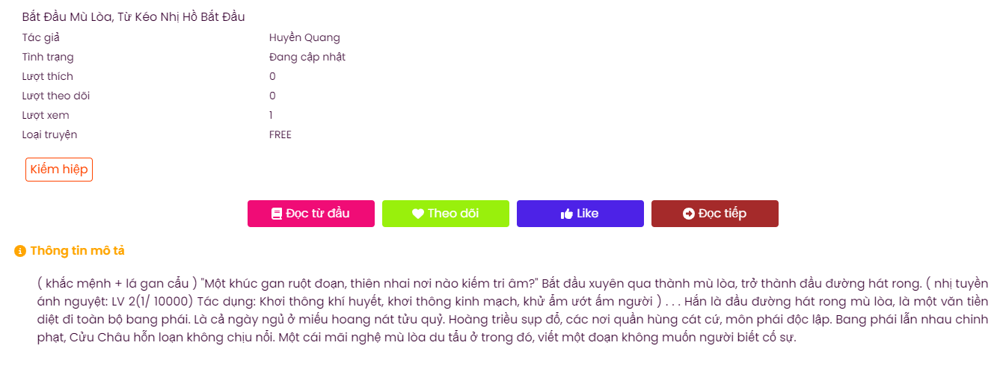 Bắt Đầu Mù Lòa, Từ Kéo Nhị Hồ Bắt Đầu
Tác giả Huyền Quang
Tình trạng Đang cập nhật
Lượt thích 0
Lượt theo dõi 0
Lượt xem 1
Loại truyện FREE
Kiếm hiệp
Đọc từ đầu Theo dõi Like Đọc tiếp
Thông tin mô tả
( khắc mệnh + lá gan cẩu ) "Một khúc gan ruột đoạn, thiên nhai nơi nào kiếm tri âm?" Bắt đầu xuyên qua thành mù lòa, trở thành đầu đường hát rong. ( nhị tuyền
ánh nguyệt: LV 2(1/ 10000) Tác dụng: Khơi thông khí huyết, khơi thông kinh mạch, khử ẩm ướt ấm người ) . . . Hắn là đầu đường hát rong mù lòa, là một văn tiền
diệt đi toàn bộ bang phái. Là cả ngày ngủ ở miếu hoang nát tửu quỷ. Hoàng triều sụp đổ, các nơi quần hùng cát cứ, môn phái độc lập. Bang phái lẫn nhau chinh
phạt, Cửu Châu hỗn loạn không chịu nổi. Một cái mãi nghệ mù lòa du tẩu ở trong đó, viết một đoạn không muốn người biết cố sự.